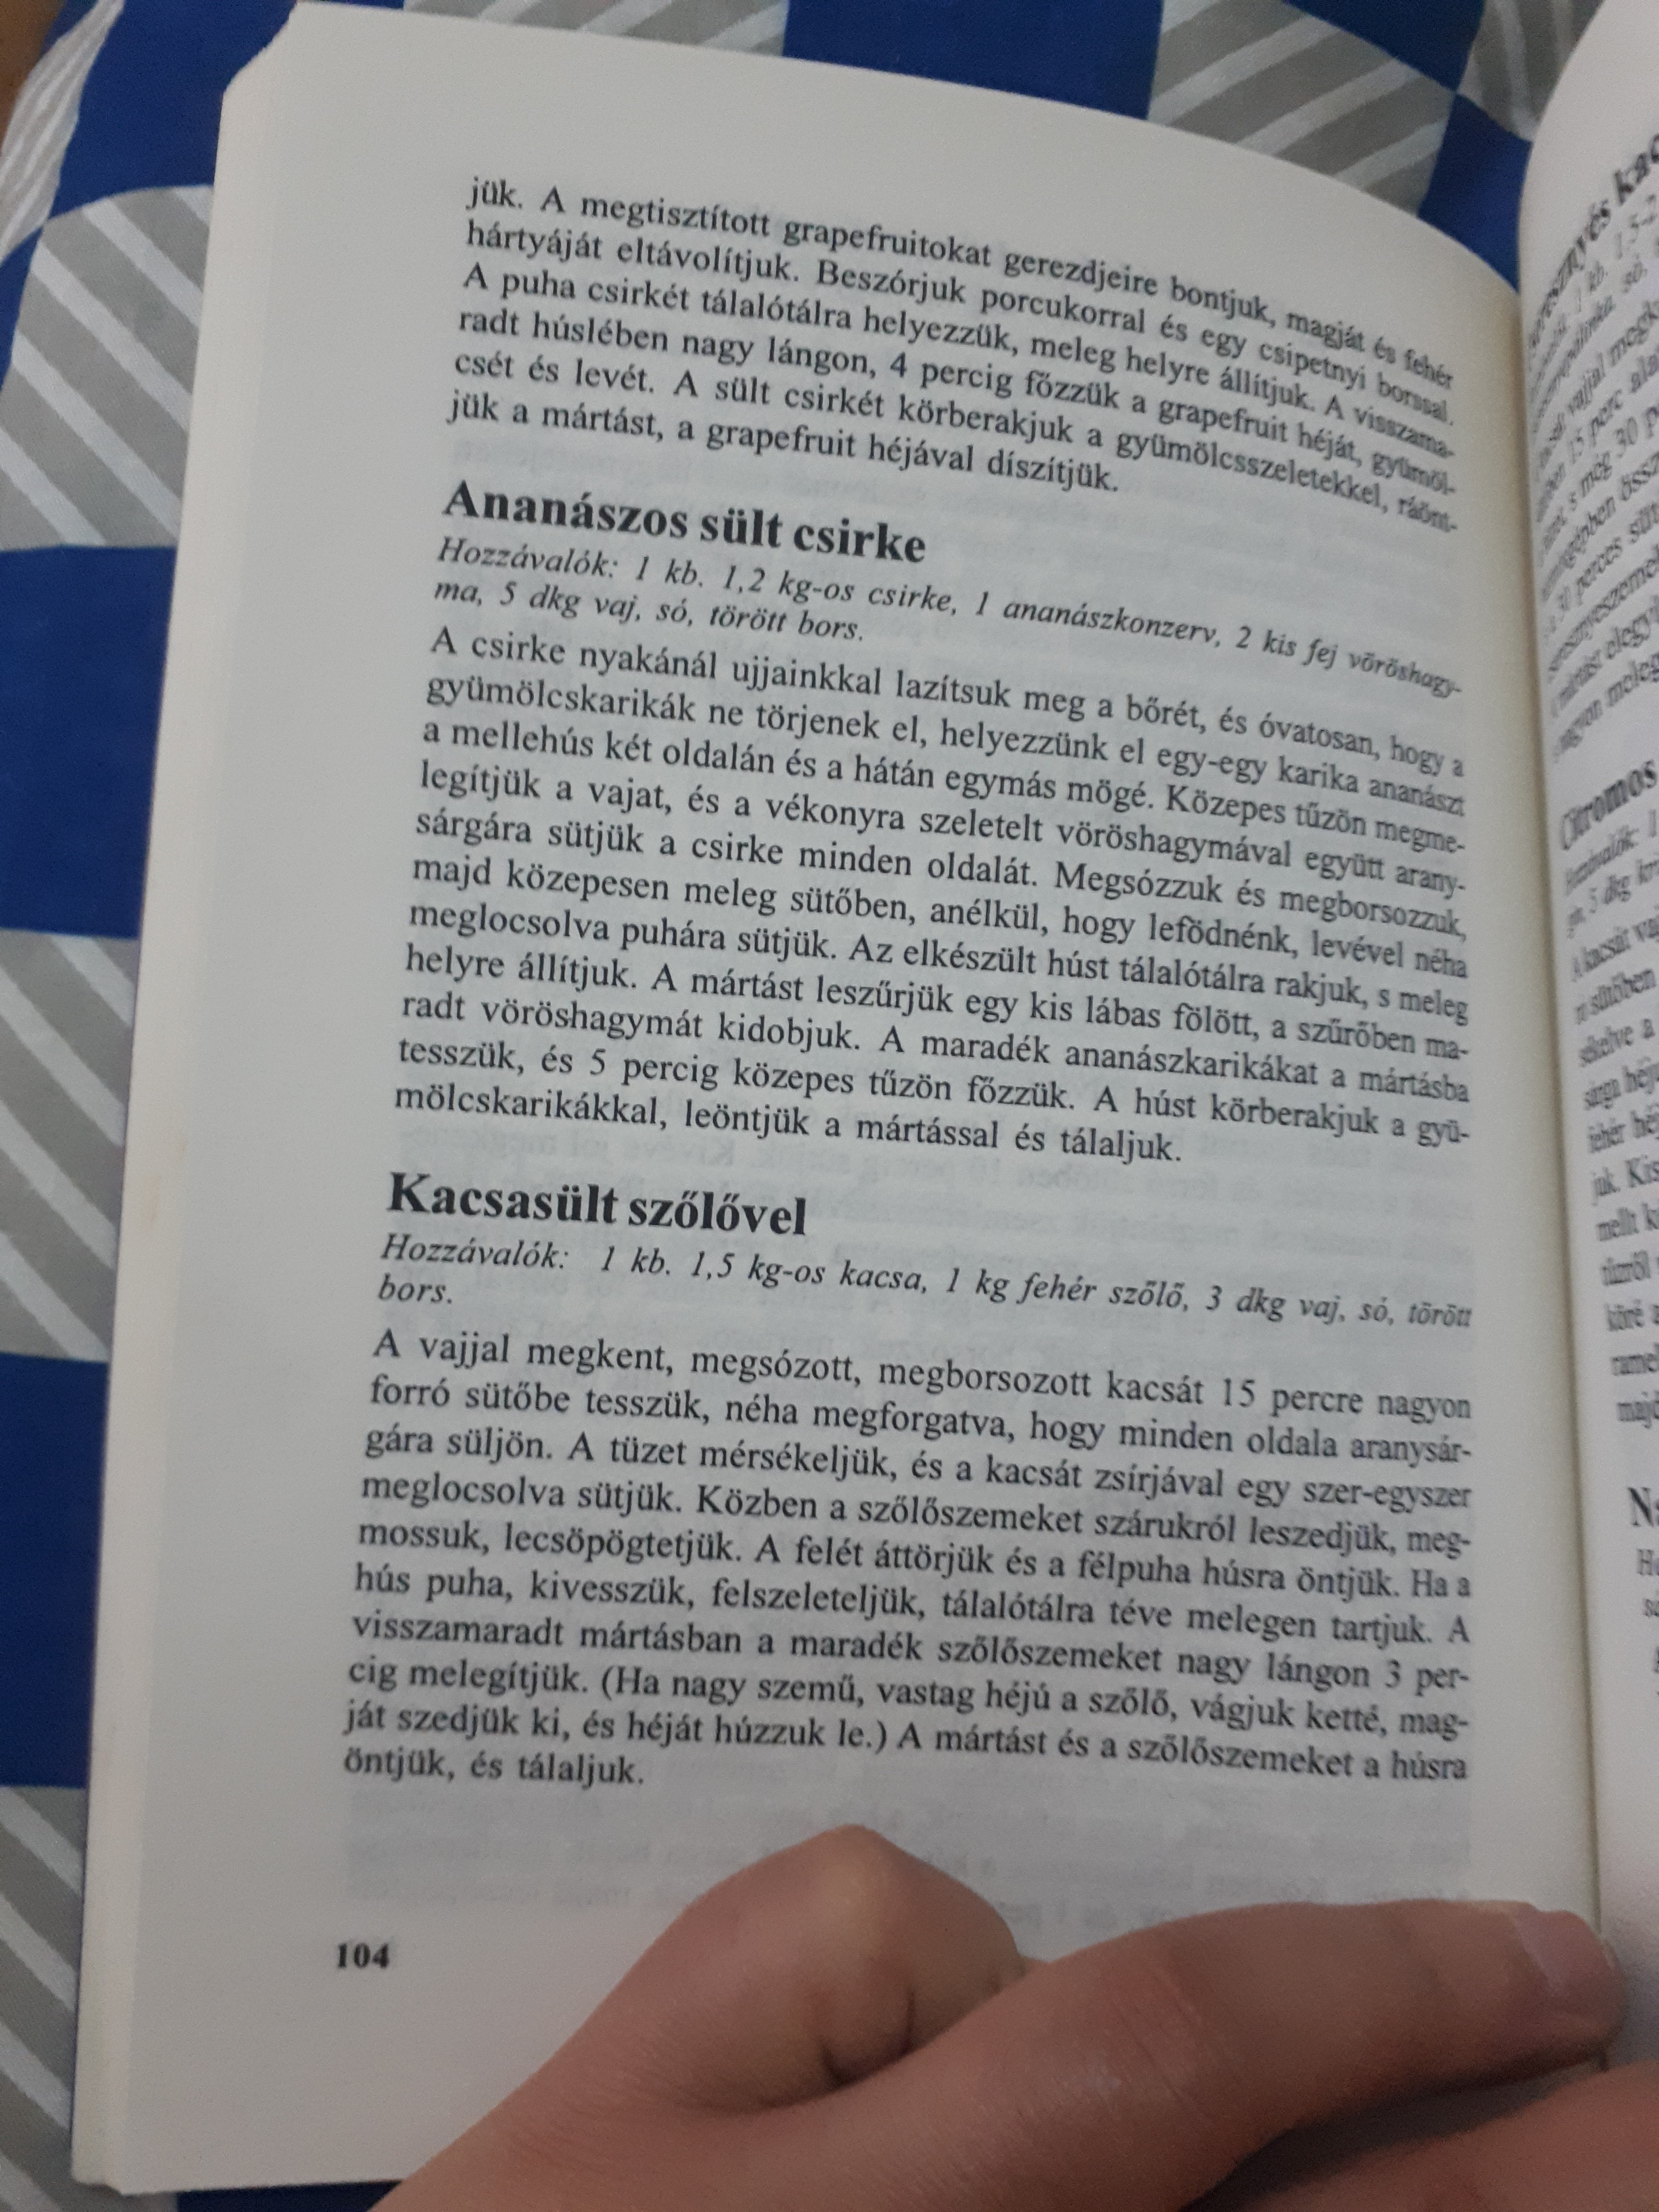 jük. A megtisztított grapefruitokat gerezdjeire bontjuk, magját és fehér
hártyáját eltávolítjuk. Beszórjuk porcukorral és egy csipetnyi borssal.
A puha csirkét tálalótálra helyezzük, meleg helyre állítjuk. A visszama-
radt húslében nagy lángon, 4 percig főzzük a grapefruit héját, gyümöl-
csét és levét. A sült csirkét körberakjuk a gyümölcsszeletekkel, ráönt-
jük a mártást, a grapefruit héjával díszítjük.
Ananászos sült csirke
Hozzávalók: 1 kb. 1,2 kg-os csirke, 1 ananászkonzerv, 2 kis fej vöröshagy-
ma, 5 dkg vaj, só, törött bors.
A csirke nyakánál ujjainkkal lazítsuk meg a bőrét, és óvatosan, hogy a
gyümölcskarikák ne törjenek el, helyezzünk el egy-egy karika ananászt
a mellehús két oldalán és a hátán egymás mögé. Közepes tűzön megme-
legítjük a vajat, és a vékonyra szeletelt vöröshagymával együtt arany-
sárgára sütjük a csirke minden oldalát. Megsózzuk és megborsozzuk,
majd közepesen meleg sütőben, anélkül, hogy lefödnénk, levével néha
meglocsolva puhára sütjük. Az elkészült húst tálalótálra rakjuk, s meleg
helyre állítjuk. A mártást leszűrjük egy kis lábas fölött, a szűrőben ma-
radt vöröshagymát kidobjuk. A maradék ananászkarikákat a mártásba
tesszük, és 5 percig közepes tűzön főzzük. A húst körberakjuk a gyü-
mölcskarikákkal, leöntjük a mártással és tálaljuk.
Kacsasült szőlővel
Hozzávalók: 1 kb. 1,5 kg-os kacsa, 1 kg fehér szőlő, 3 dkg vaj, só, törött
bors.
A vajjal megkent, megsózott, megborsozott kacsát 15 percre nagyon
forró sütőbe tesszük, néha megforgatva, hogy minden oldala aranysár-
gára süljön. A tüzet mérsékeljük, és a kacsát zsírjával egy szer-egyszer
meglocsolva sütjük. Közben a szőlőszemeket szárukról leszedjük, meg-
mossuk, lecsöpögtetjük. A felét áttörjük és a félpuha húsra öntjük. Ha a
hús puha, kivesszük, felszeleteljük, tálalótálra téve melegen tartjuk. A
visszamaradt mártásban a maradék szőlőszemeket nagy lángon 3 per-
cig melegítjük. (Ha nagy szemű, vastag héjú a szőlő, vágjuk ketté, mag-
ját szedjük ki, és héját húzzuk le.) A mártást és a szőlőszemeket a húsra
öntjük, és tálaljuk.
104
Citromos